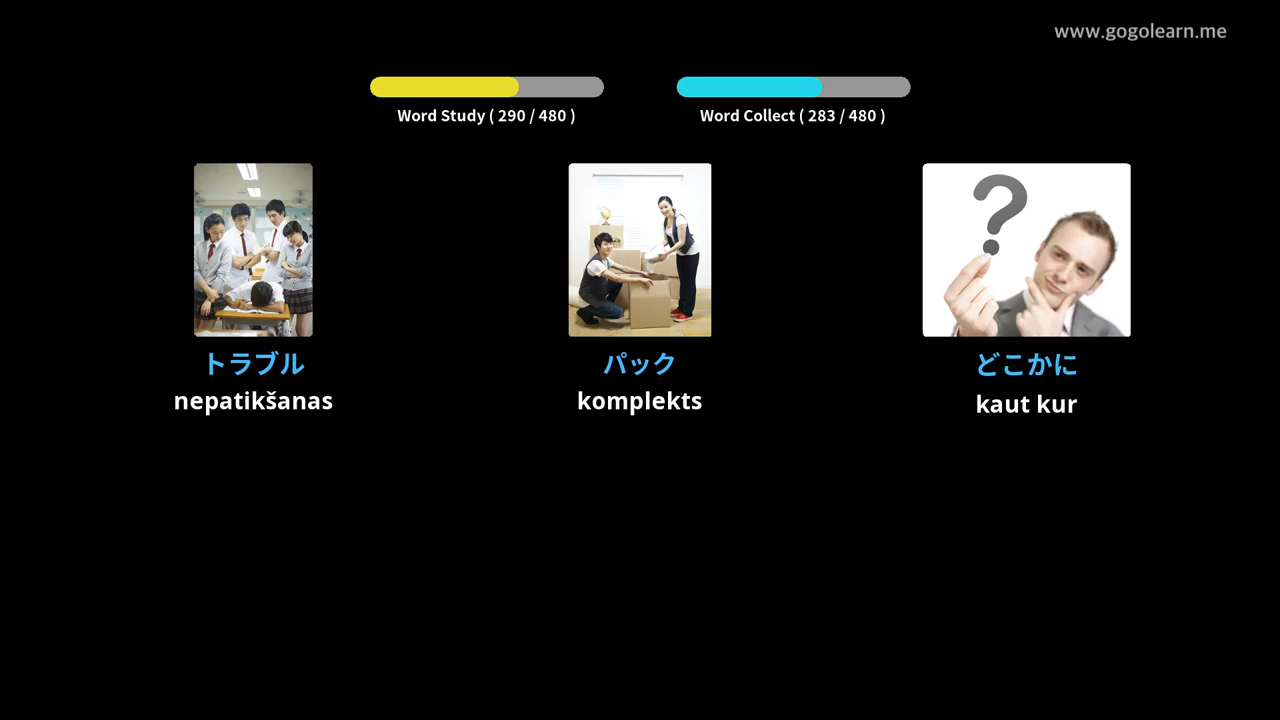 www.gogolearn.me
Word Study ( 290 / 480 )
Word Collect ( 283 / 480 )
トラブル
nepatikšanas
パック
komplekts
どこかに
kaut kur